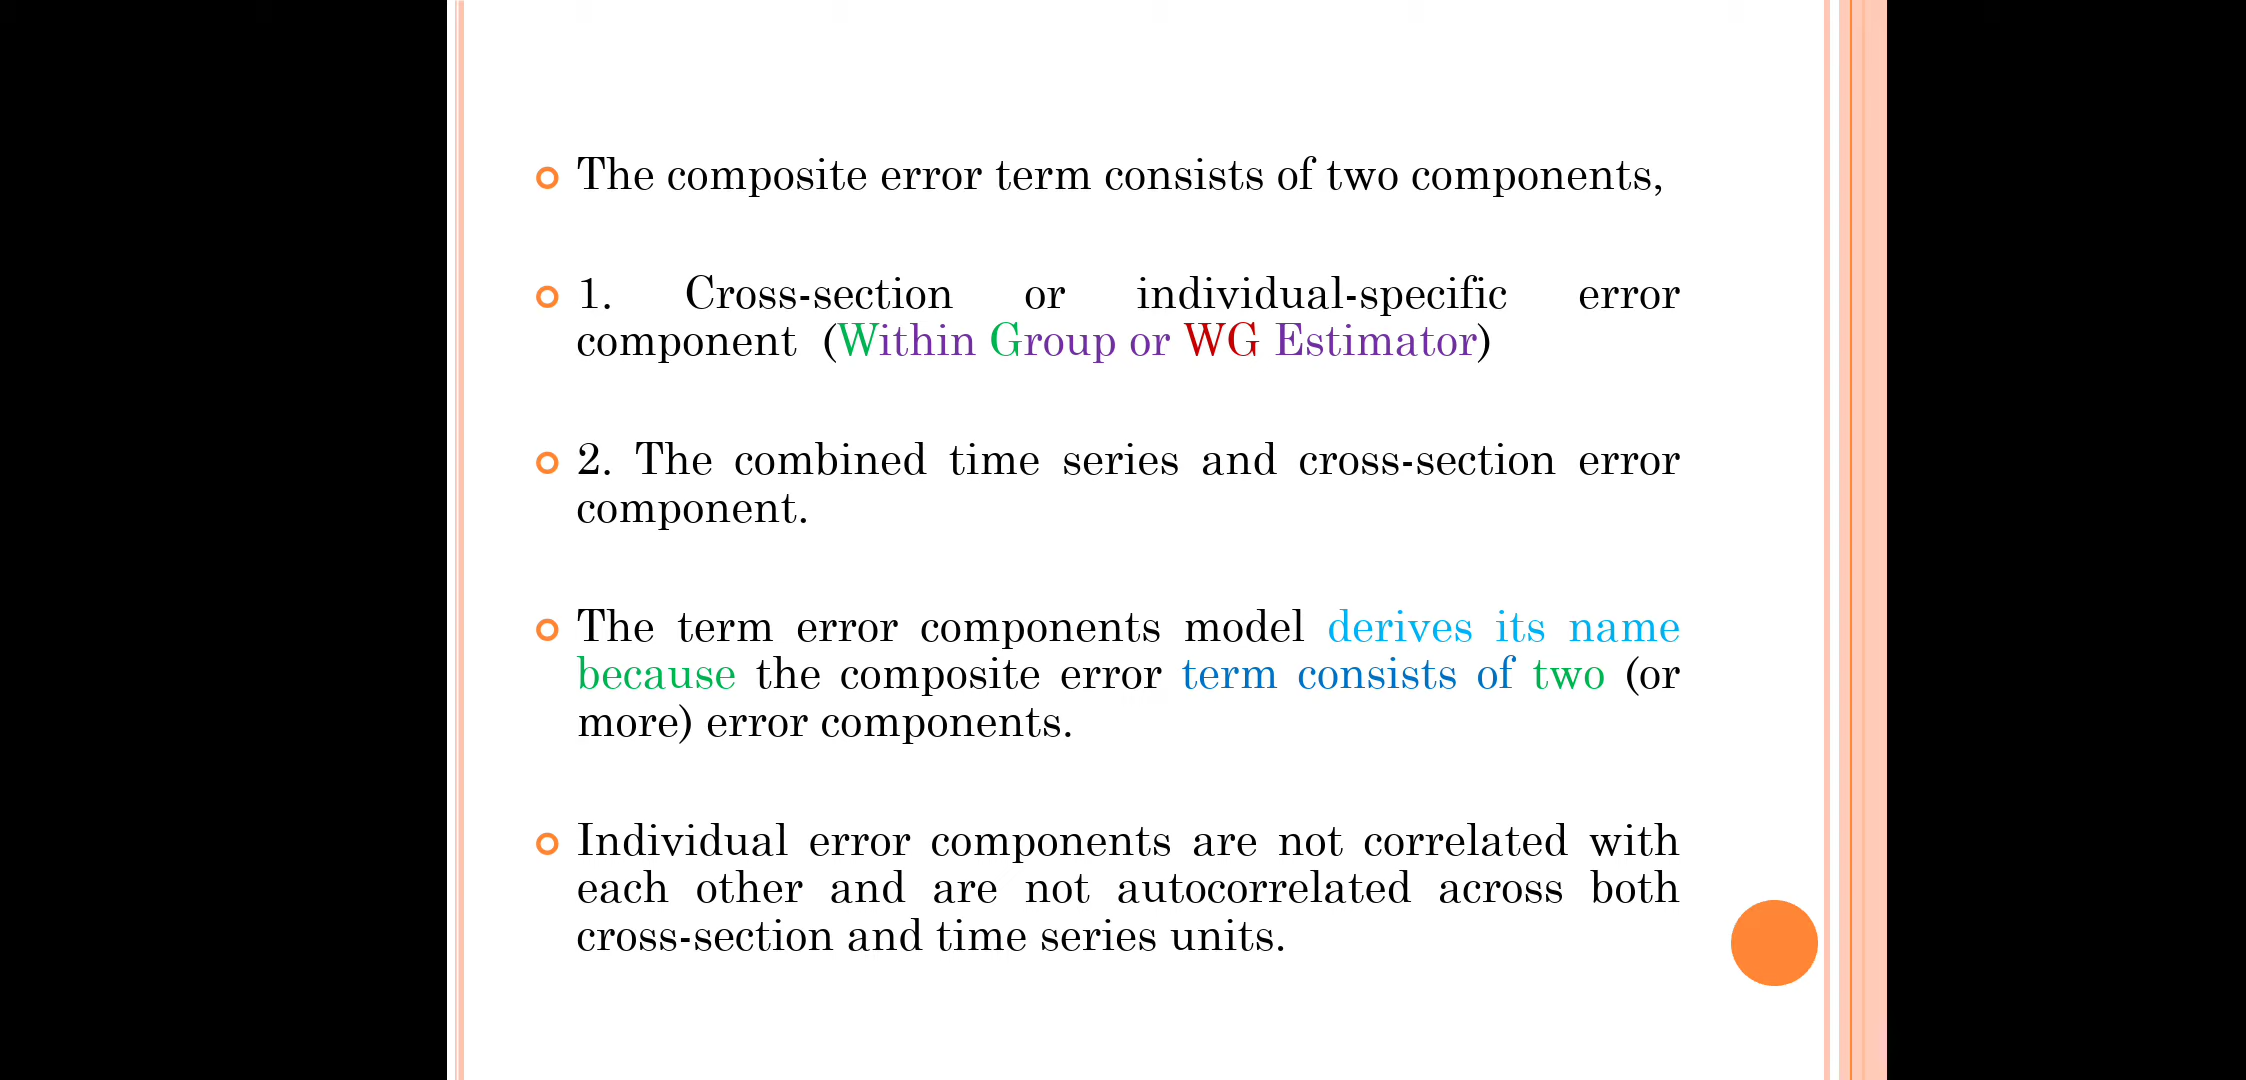 The composite error term consists of two components,
1. Cross-section or individual-specific error
component (Within Group or WG Estimator)
2. The combined time series and cross-section error
component.
The term error components model derives its name
because the composite error term consists of two (or
more) error components.
Individual error components are not correlated with
each other and are not autocorrelated across both
cross-section and time series units.